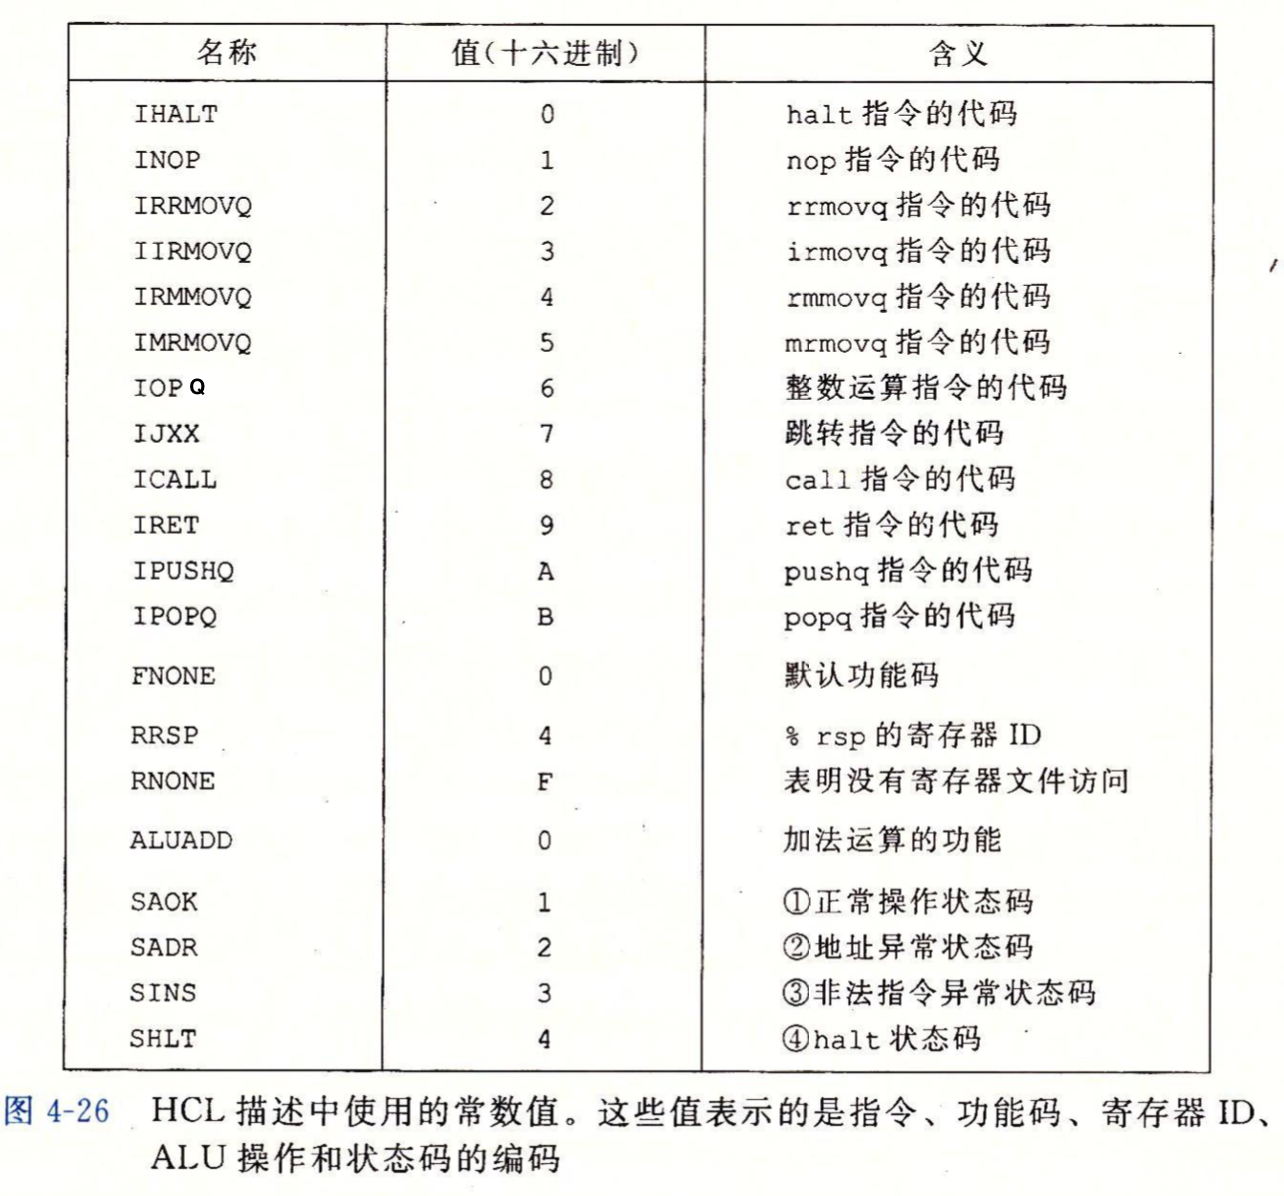 名称 值(十六进制) 含义
IHALT 0 halt 指令的代码
INOP 1 nop 指令的代码
IRRMOVQ 2 rrmovq 指令的代码
IIRMOVQ 3 irmovq 指令的代码
IRMMOVQ 4 rmmovq 指令的代码
IMRMOVQ 5 mrmovq 指令的代码
IOPQ 6 整数运算指令的代码
IJXX 7 跳转指令的代码
ICALL 8 call 指令的代码
IRET 9 ret 指令的代码
IPUSHQ A pushq 指令的代码
IPOPQ B popq 指令的代码
FNONE 0 默认功能码
RRSP 4 % rsp 的寄存器 ID
RNONE F 表明没有寄存器文件访问
ALUADD 0 加法运算的功能
SAOK 1 ①正常操作状态码
SADR 2 ②地址异常状态码
SINS 3 ③非法指令异常状态码
SHLT 4 ④halt 状态码
图 4-26 HCL 描述中使用的常数值。这些值表示的是指令、功能码、寄存器 ID、
ALU 操作和状态码的编码